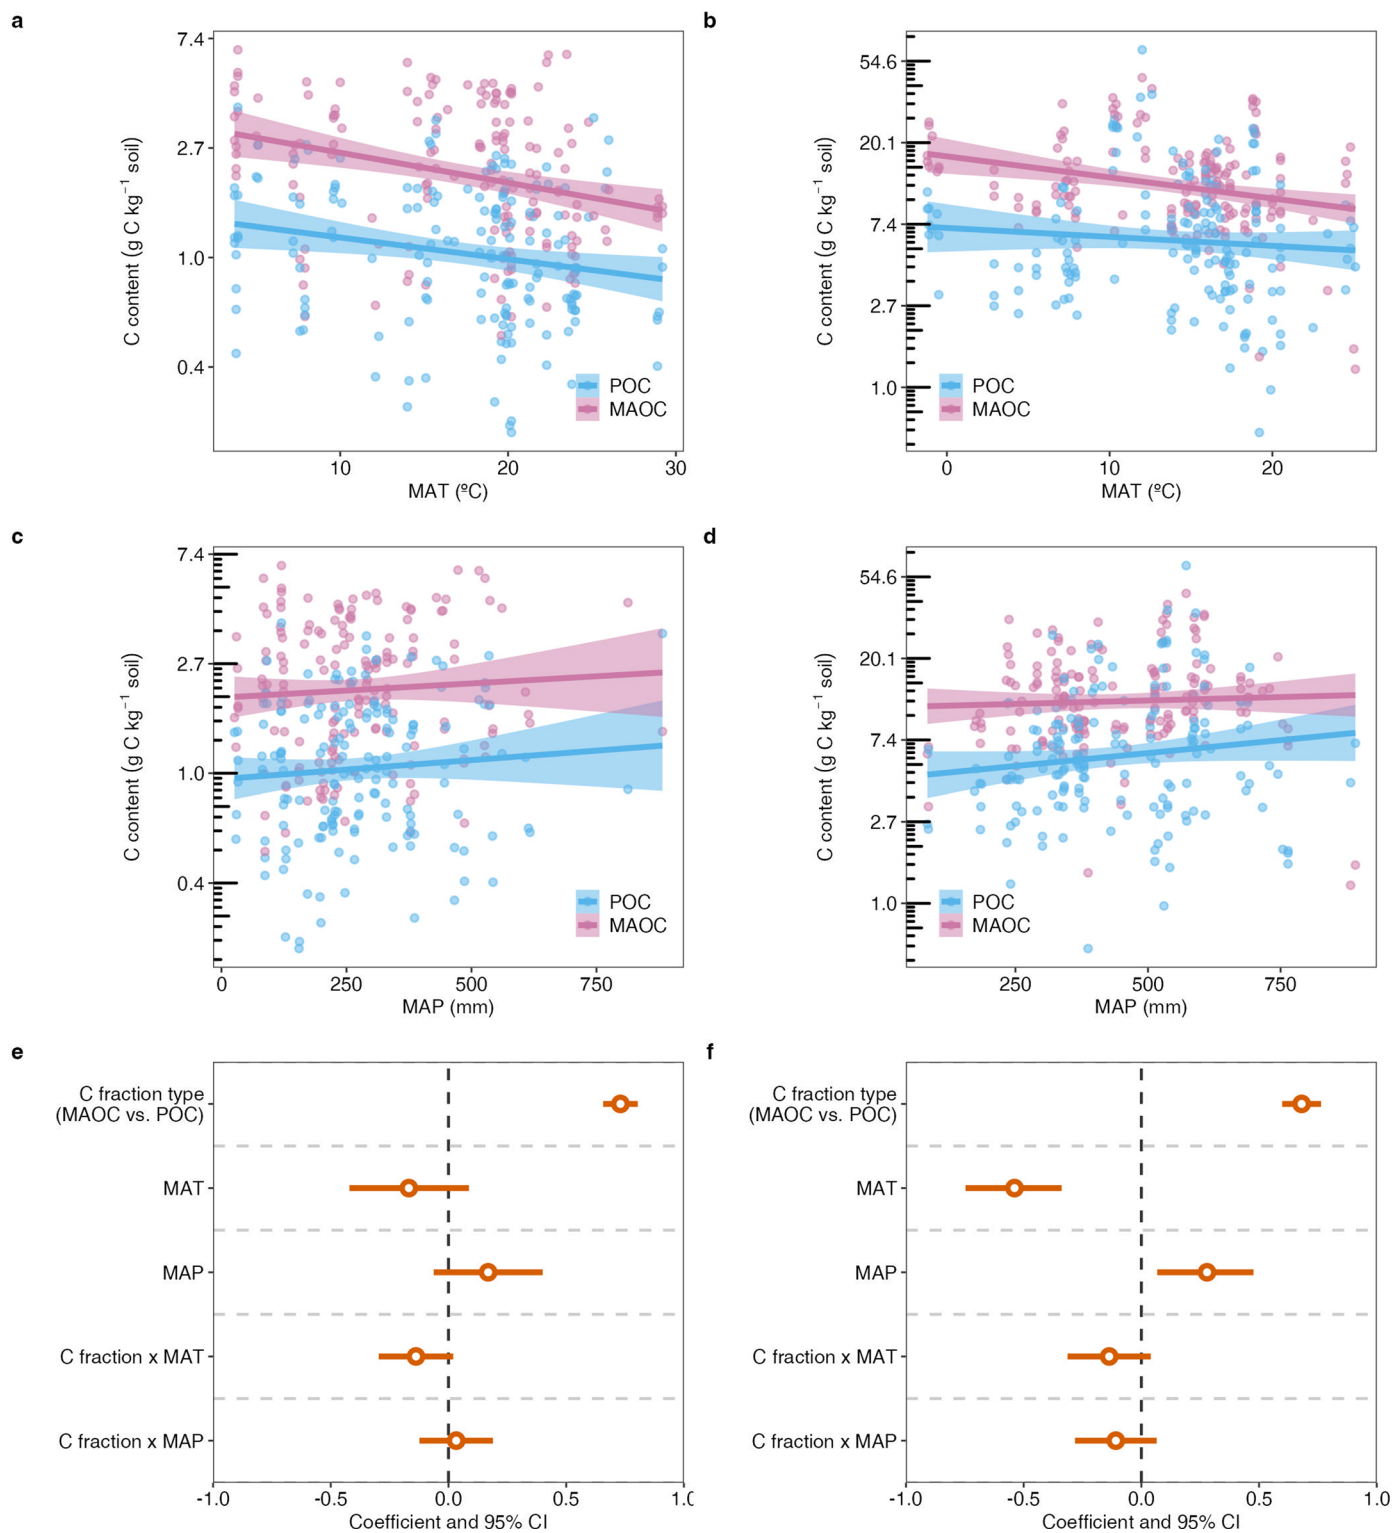 a
b
7.4
2.7
1.0
0.4
C content (g C kg⁻¹ soil)
POC
MAOC
10
20
30
MAT (ºC)
54.6
20.1
7.4
2.7
1.0
C content (g C kg⁻¹ soil)
POC
MAOC
0
10
20
MAT (ºC)
c
d
7.4
2.7
1.0
0.4
C content (g C kg⁻¹ soil)
POC
MAOC
0
250
500
750
MAP (mm)
54.6
20.1
7.4
2.7
1.0
C content (g C kg⁻¹ soil)
POC
MAOC
250
500
750
MAP (mm)
e
f
C fraction type
(MAOC vs. POC)
MAT
MAP
C fraction x MAT
C fraction x MAP
-1.0
-0.5
0.0
0.5
1.0
Coefficient and 95% CI
C fraction type
(MAOC vs. POC)
MAT
MAP
C fraction x MAT
C fraction x MAP
-1.0
-0.5
0.0
0.5
1.0
Coefficient and 95% CI